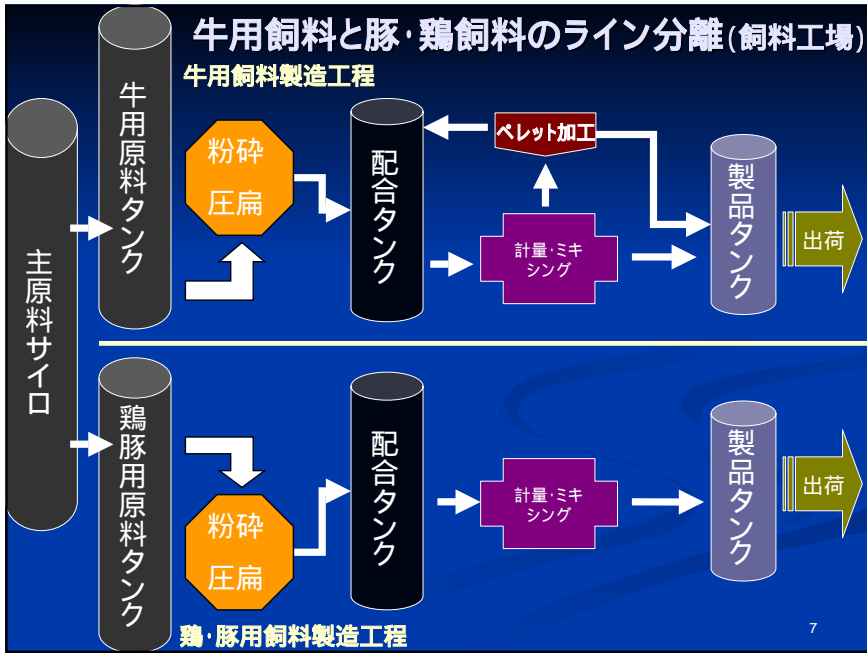 牛用飼料と豚・鶏飼料のライン分離(飼料工場)
牛用飼料製造工程
主原料サイロ
牛用原料タンク
粉砕
圧扁
配合タンク
ペレット加工
計量・ミキ
シング
製品タンク
出荷
鶏豚用原料タンク
粉砕
圧扁
配合タンク
計量・ミキ
シング
製品タンク
出荷
鶏・豚用飼料製造工程
7